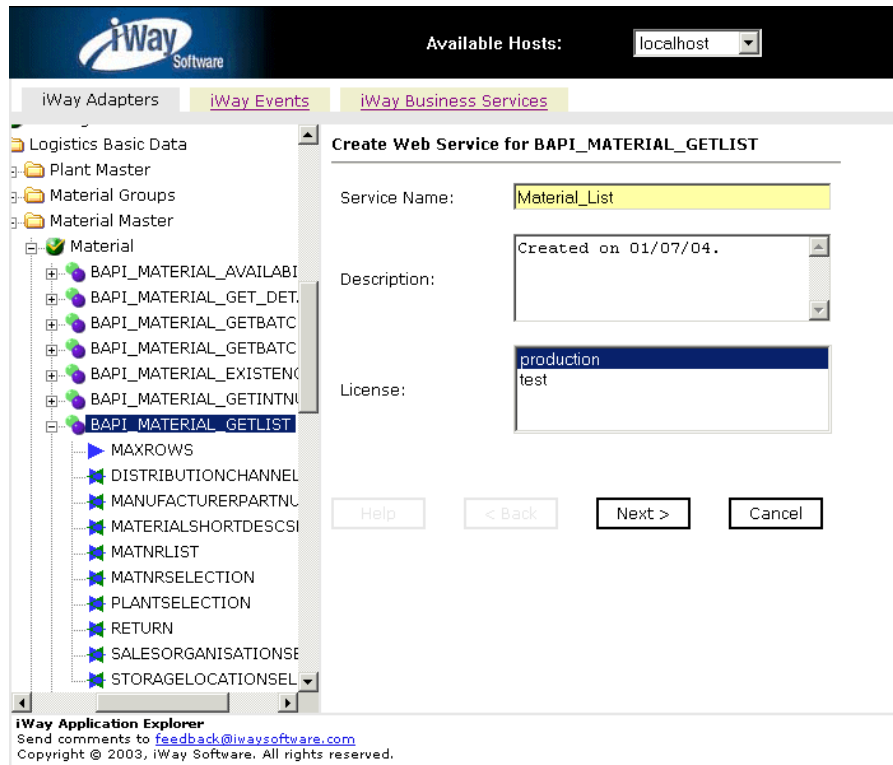 iWay
Software
Available Hosts:
localhost
iWay Adapters
iWay Events
iWay Business Services
Logistics Basic Data
Plant Master
Material Groups
Material Master
Material
BAPI_MATERIAL_AVAILABI
BAPI_MATERIAL_GET_DET
BAPI_MATERIAL_GETBATC
BAPI_MATERIAL_GETBATC
BAPI_MATERIAL_EXISTENC
BAPI_MATERIAL_GETINTNU
BAPI_MATERIAL_GETLIST
MAXROWS
DISTRIBUTIONCHANNEL
MANUFACTURERPARTNU
MATERIALSHORTDESCSE
MATNRLIST
MATNRSELECTION
PLANTSELECTION
RETURN
SALESORGANISATIONSE
STORAGELOCATIONSEL
Create Web Service for BAPI_MATERIAL_GETLIST
Service Name:
Material_List
Description:
Created on 01/07/04.
License:
production
test
Help
< Back
Next >
Cancel
iWay Application Explorer
Send comments to feedback@iwaysoftware.com
Copyright © 2003, iWay Software. All rights reserved.